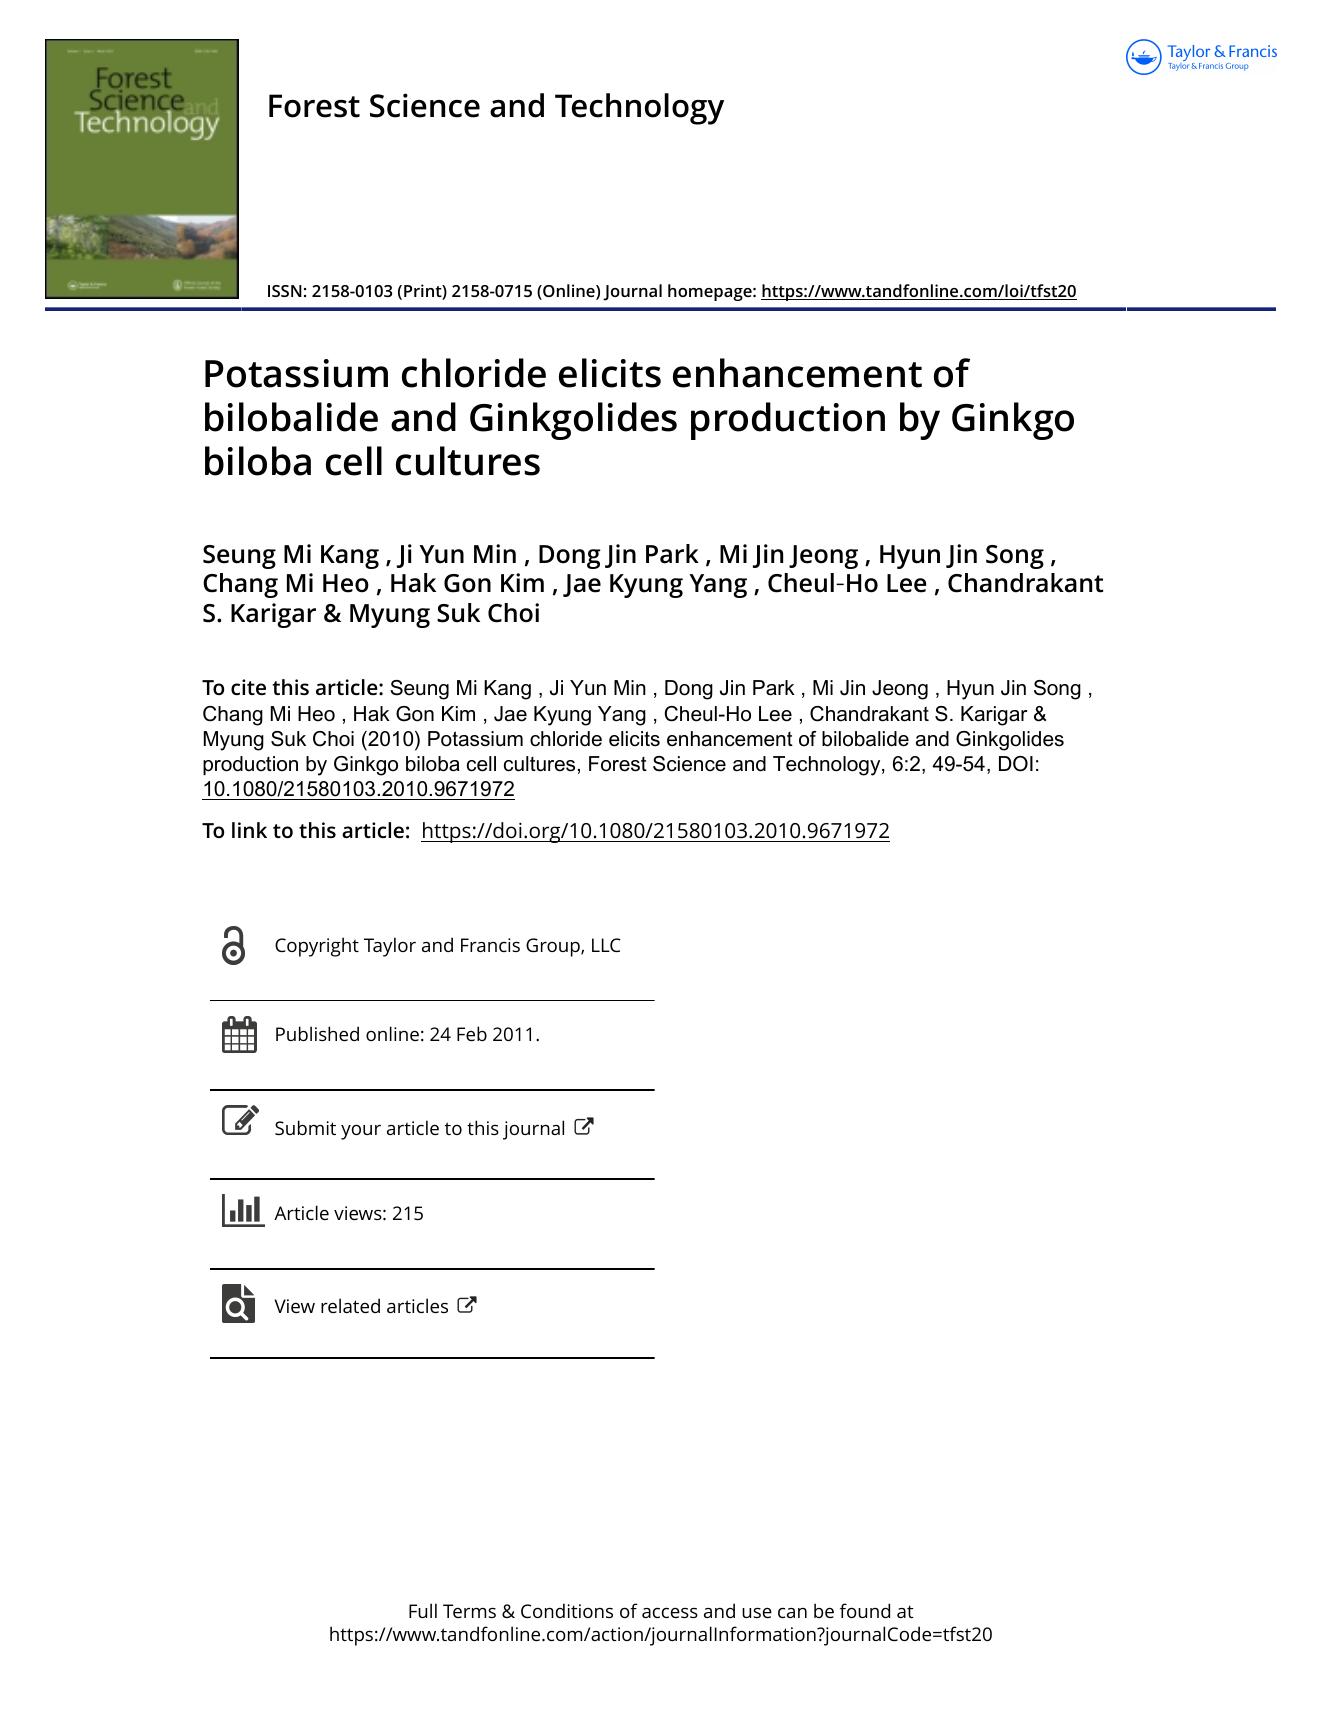 Forest
Science and
Technology
Taylor & Francis
Taylor & Francis Group
Forest Science and Technology
ISSN: 2158-0103 (Print) 2158-0715 (Online) Journal homepage: https://www.tandfonline.com/loi/tfst20
Potassium chloride elicits enhancement of
bilobalide and Ginkgolides production by Ginkgo
biloba cell cultures
Seung Mi Kang , Ji Yun Min , Dong Jin Park , Mi Jin Jeong , Hyun Jin Song ,
Chang Mi Heo , Hak Gon Kim , Jae Kyung Yang , Cheul-Ho Lee , Chandrakant
S. Karigar & Myung Suk Choi
To cite this article: Seung Mi Kang , Ji Yun Min , Dong Jin Park , Mi Jin Jeong , Hyun Jin Song ,
Chang Mi Heo , Hak Gon Kim , Jae Kyung Yang , Cheul-Ho Lee , Chandrakant S. Karigar &
Myung Suk Choi (2010) Potassium chloride elicits enhancement of bilobalide and Ginkgolides
production by Ginkgo biloba cell cultures, Forest Science and Technology, 6:2, 49-54, DOI:
10.1080/21580103.2010.9671972
To link to this article: https://doi.org/10.1080/21580103.2010.9671972
Copyright Taylor and Francis Group, LLC
Published online: 24 Feb 2011.
Submit your article to this journal
Article views: 215
View related articles
Full Terms & Conditions of access and use can be found at
https://www.tandfonline.com/action/journalInformation?journalCode=tfst20